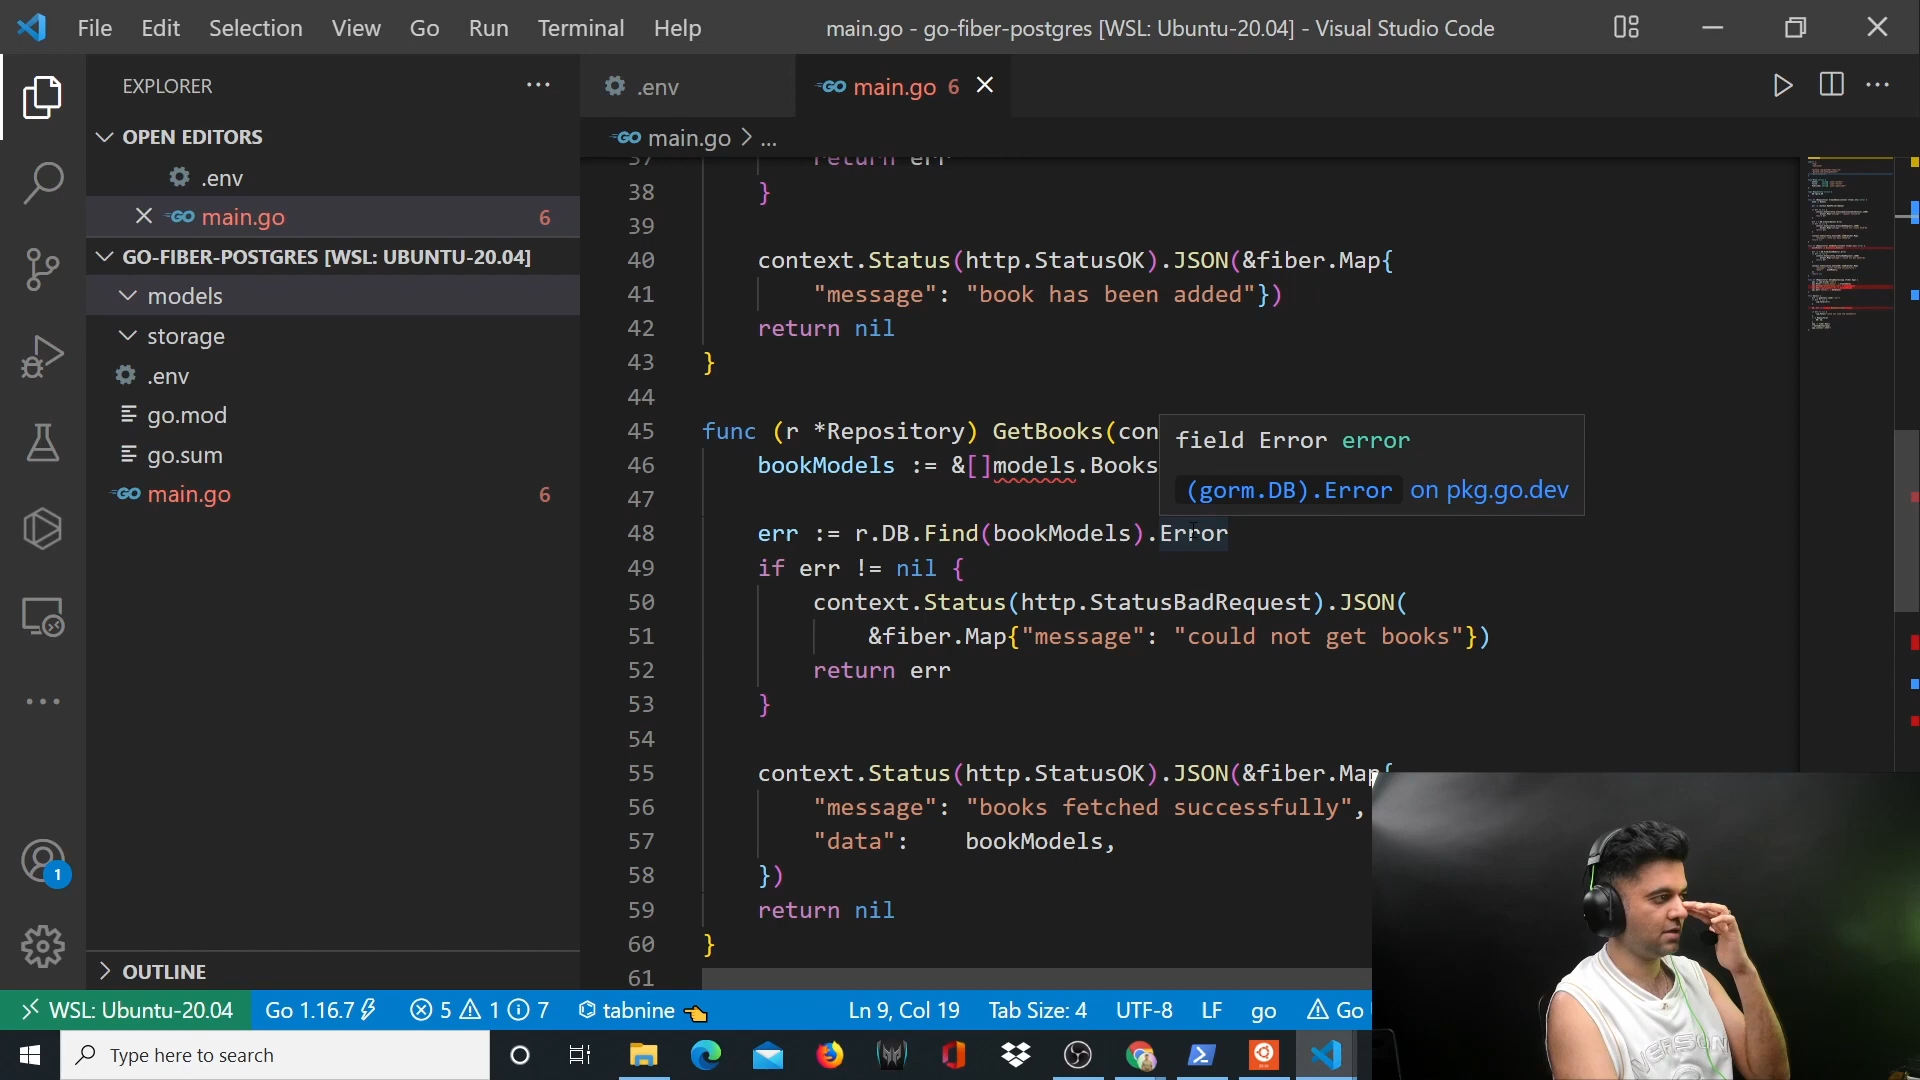 File Edit Selection View Go Run Terminal Help
main.go - go-fiber-postgres [WSL: Ubuntu-20.04] - Visual Studio Code
EXPLORER
OPEN EDITORS
.env
main.go 6
GO-FIBER-POSTGRES [WSL: UBUNTU-20.04]
models
storage
.env
go.mod
go.sum
main.go 6
OUTLINE
.env
GO main.go 6
GO main.go > ...
37 return err
38 }
39
40 context.Status(http.StatusOK).JSON(&fiber.Map{
41 "message": "book has been added"})
42 return nil
43 }
44
45 func (r *Repository) GetBooks(con
46 bookModels := &[]models.Books
47
48 err := r.DB.Find(bookModels).Error
49 if err != nil {
50 context.Status(http.StatusBadRequest).JSON(
51 &fiber.Map{"message": "could not get books"})
52 return err
53 }
54
55 context.Status(http.StatusOK).JSON(&fiber.Map{
56 "message": "books fetched successfully",
57 "data": bookModels,
58 })
59 return nil
60 }
61
field Error error
(gorm.DB).Error on pkg.go.dev
1
WSL: Ubuntu-20.04 Go 1.16.7 5 1 7 tabnine Ln 9, Col 19 Tab Size: 4 UTF-8 LF go Go
Type here to search